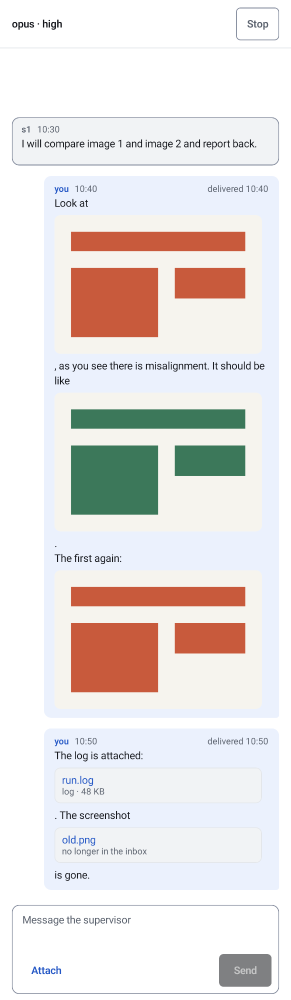 opus · high
Stop
s1 10:30
I will compare image 1 and image 2 and report back.
you 10:40 delivered 10:40
Look at
, as you see there is misalignment. It should be
like
.
The first again:
you 10:50 delivered 10:50
The log is attached:
run.log
log · 48 KB
. The screenshot
old.png
no longer in the inbox
is gone.
Message the supervisor
Attach
Send